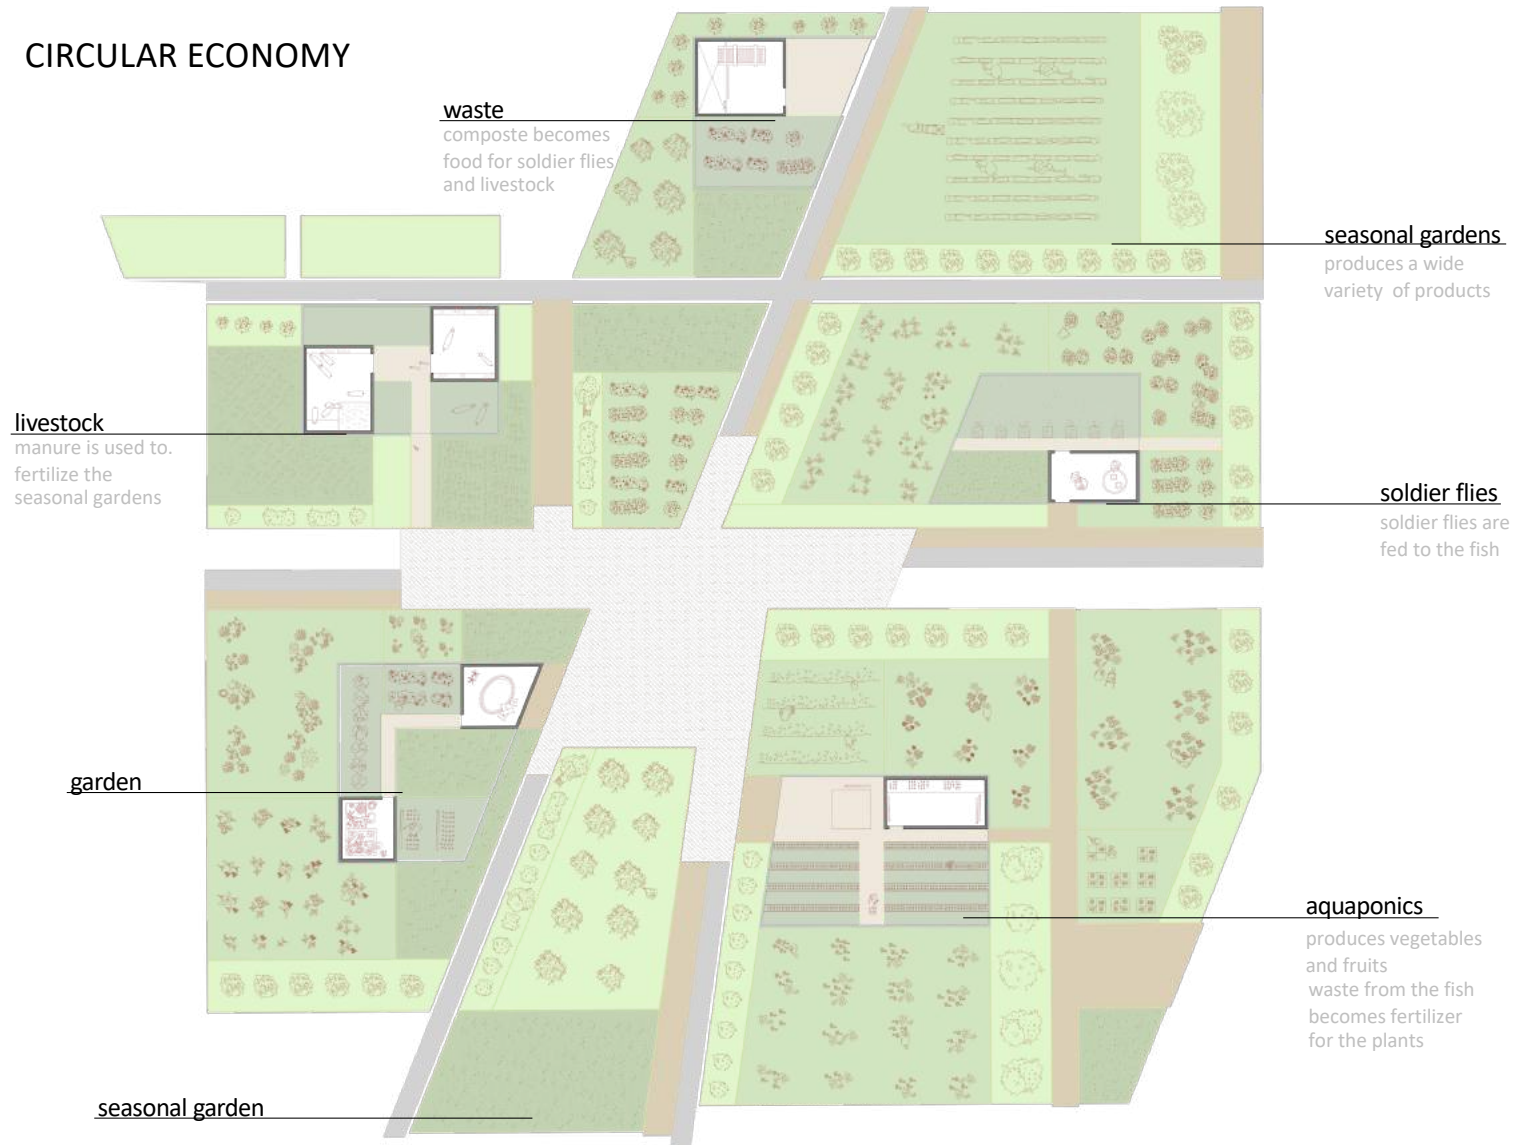 CIRCULAR ECONOMY
waste
composte becomes
food for soldier flies
and livestock
seasonal gardens
produces a wide
variety of products
livestock
manure is used to.
fertilize the
seasonal gardens
soldier flies
soldier flies are
fed to the fish
garden
aquaponics
produces vegetables
and fruits
waste from the fish
becomes fertilizer
for the plants
seasonal garden